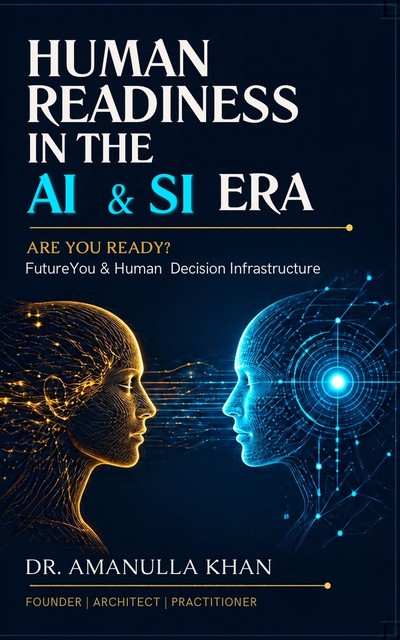 HUMAN
READINESS
IN THE
AI & SI ERA
ARE YOU READY?
FutureYou & Human Decision Infrastructure
DR. AMANULLA KHAN
FOUNDER | ARCHITECT | PRACTITIONER